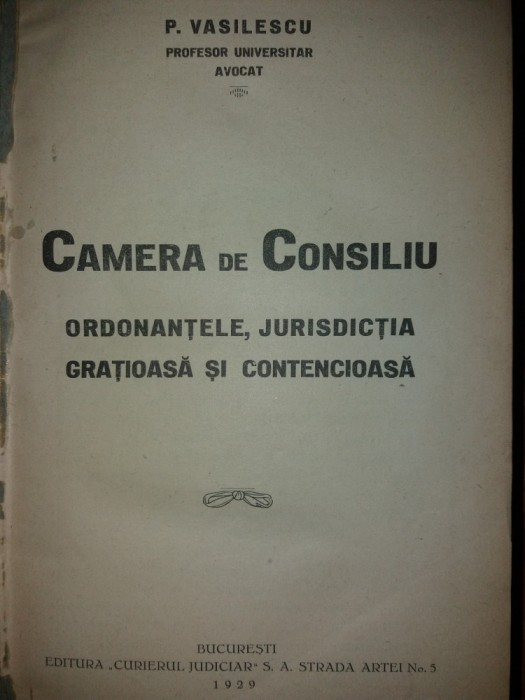 P. VASILESCU
PROFESOR UNIVERSITAR
AVOCAT
CAMERA DE CONSILIU
ORDONANȚELE, JURISDICȚIA
GRAȚIOASĂ ȘI CONTENCIOASĂ
BUCUREȘTI
EDITURA „CURIERUL JUDICIAR" S. A. STRADA ARTEI No. 5
1929